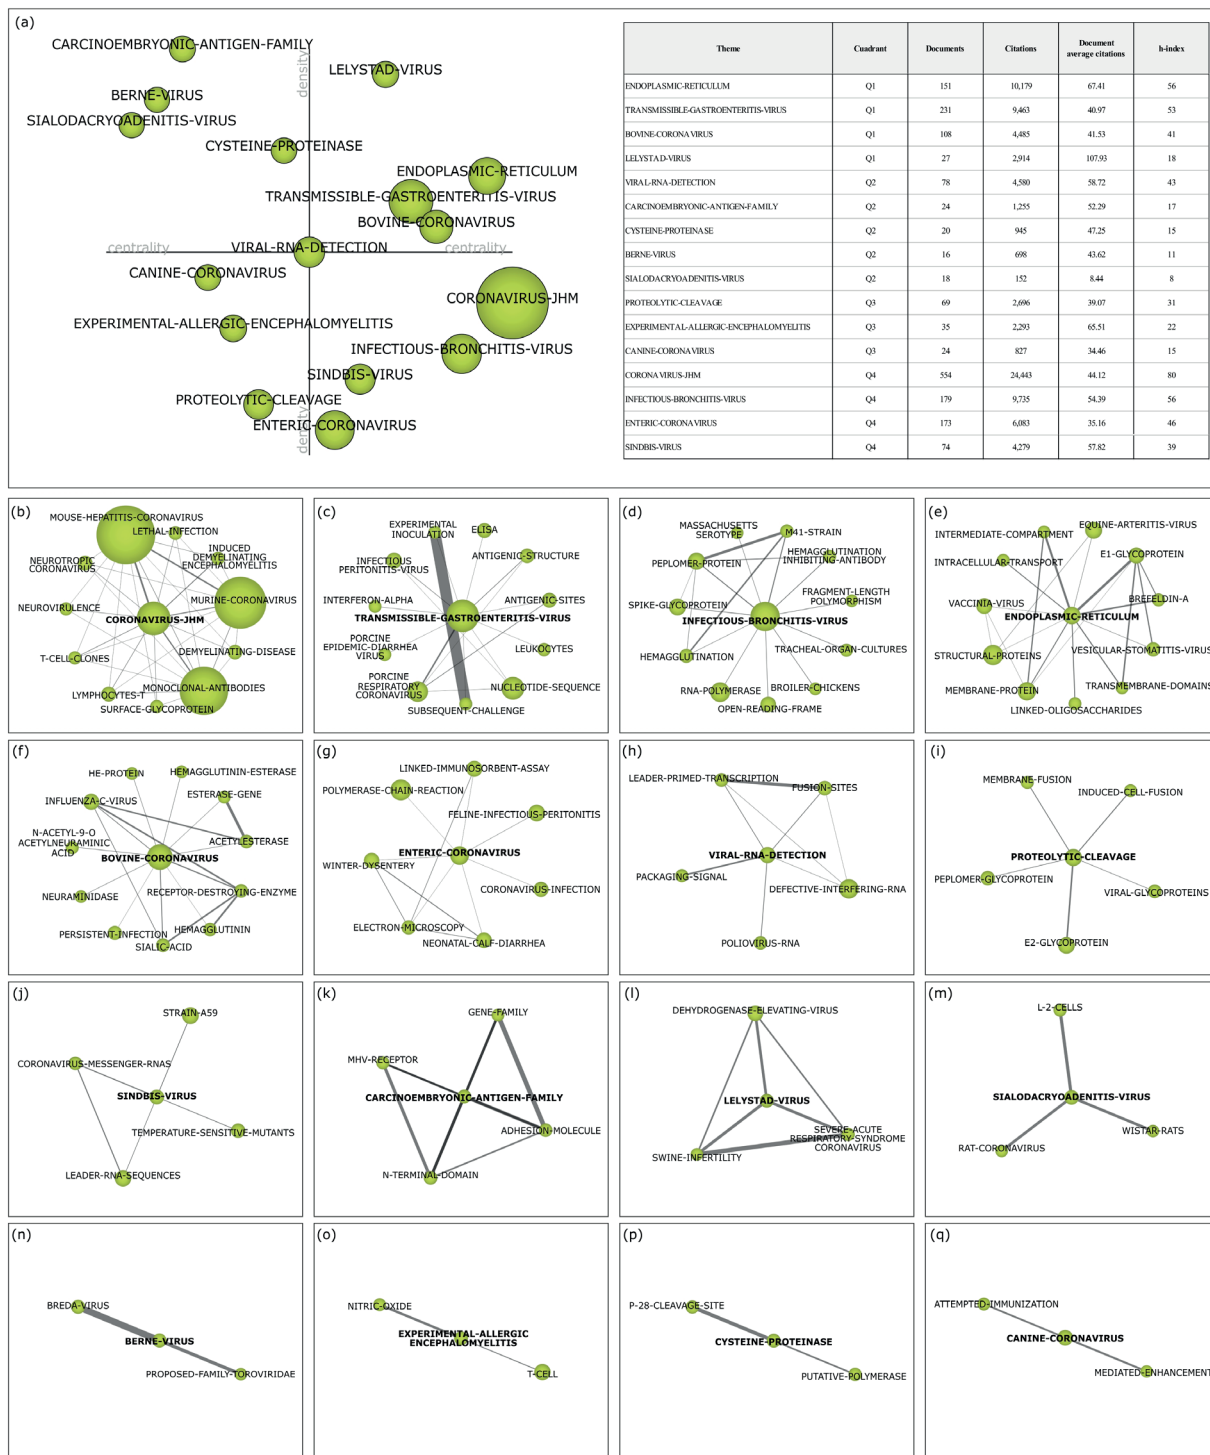 (a)
CARCINOEMBRYONIC-ANTIGEN-FAMILY
density
LELYSTAD-VIRUS
BERNE-VIRUS
SIALODACRYOADENITIS-VIRUS
CYSTEINE-PROTEINASE
ENDOPLASMIC-RETICULUM
TRANSMISSIBLE-GASTROENTERITIS-VIRUS
BOVINE-CORONAVIRUS
centrality VIRAL-RNA-DETECTION centrality
CANINE-CORONAVIRUS
CORONAVIRUS-JHM
EXPERIMENTAL-ALLERGIC-ENCEPHALOMYELITIS
INFECTIOUS-BRONCHITIS-VIRUS
SINDBIS-VIRUS
PROTEOLYTIC-CLEAVAGE
ENTERIC-CORONAVIRUS
density
Theme Cuadrant Documents Citations Document average citations h-index
ENDOPLASMIC-RETICULUM Q1 151 10,179 67.41 56
TRANSMISSIBLE-GASTROENTERITIS-VIRUS Q1 231 9,463 40.97 53
BOVINE-CORONAVIRUS Q1 108 4,485 41.53 41
LELYSTAD-VIRUS Q1 27 2,914 107.93 18
VIRAL-RNA-DETECTION Q2 78 4,580 58.72 43
CARCINOEMBRYONIC-ANTIGEN-FAMILY Q2 24 1,255 52.29 17
CYSTEINE-PROTEINASE Q2 20 945 47.25 15
BERNE-VIRUS Q2 16 698 43.62 11
SIALODACRYOADENITIS-VIRUS Q2 18 152 8.44 8
PROTEOLYTIC-CLEAVAGE Q3 69 2,696 39.07 31
EXPERIMENTAL-ALLERGIC-ENCEPHALOMYELITIS Q3 35 2,293 65.51 22
CANINE-CORONAVIRUS Q3 24 827 34.46 15
CORONAVIRUS-JHM Q4 554 24,443 44.12 80
INFECTIOUS-BRONCHITIS-VIRUS Q4 179 9,735 54.39 56
ENTERIC-CORONAVIRUS Q4 173 6,083 35.16 46
SINDBIS-VIRUS Q4 74 4,279 57.82 39
(b)
MOUSE-HEPATITIS-CORONAVIRUS
LETHAL-INFECTION
INDUCED
DEMYELINATING
ENCEPHALOMYELITIS
NEUROTROPIC
CORONAVIRUS
MURINE-CORONAVIRUS
NEUROVIRULENCE
CORONAVIRUS-JHM
DEMYELINATING-DISEASE
T-CELL-CLONES
MONOCLONAL-ANTIBODIES
LYMPHOCYTES-T
SURFACE-GLYCOPROTEIN
(c)
EXPERIMENTAL
INOCULATION
ELISA
ANTIGENIC-STRUCTURE
INFECTIOUS
PERITONITIS-VIRUS
INTERFERON-ALPHA
ANTIGENIC-SITES
TRANSMISSIBLE-GASTROENTERITIS-VIRUS
PORCINE
EPIDEMIC-DIARRHEA
VIRUS
LEUKOCYTES
PORCINE
RESPIRATORY
CORONAVIRUS
NUCLEOTIDE-SEQUENCE
SUBSEQUENT-CHALLENGE
(d)
MASSACHUSETTS
SEROTYPE
M41-STRAIN
PEPLOMER-PROTEIN
HEMAGGLUTINATION
INHIBITING-ANTIBODY
SPIKE-GLYCOPROTEIN
FRAGMENT-LENGTH
POLYMORPHISM
INFECTIOUS-BRONCHITIS-VIRUS
HEMAGGLUTINATION
TRACHEAL-ORGAN-CULTURES
RNA-POLYMERASE
BROILER-CHICKENS
OPEN-READING-FRAME
(e)
EQUINE-ARTERITIS-VIRUS
INTERMEDIATE-COMPARTMENT
E1-GLYCOPROTEIN
INTRACELLULAR-TRANSPORT
VACCINIA-VIRUS
BREFELDIN-A
ENDOPLASMIC-RETICULUM
STRUCTURAL-PROTEINS
VESICULAR-STOMATITIS-VIRUS
MEMBRANE-PROTEIN
TRANSMEMBRANE-DOMAINS
LINKED-OLIGOSACCHARIDES
(f)
HE-PROTEIN
HEMAGGLUTININ-ESTERASE
INFLUENZA-C-VIRUS
ESTERASE-GENE
N-ACETYL-9-O
ACETYLNEURAMINIC
ACID
ACETYLESTERASE
BOVINE-CORONAVIRUS
NEURAMINIDASE
RECEPTOR-DESTROYING-ENZYME
PERSISTENT-INFECTION
HEMAGGLUTININ
SIALIC-ACID
(g)
LINKED-IMMUNOSORBENT-ASSAY
POLYMERASE-CHAIN-REACTION
FELINE-INFECTIOUS-PERITONITIS
ENTERIC-CORONAVIRUS
WINTER-DYSENTERY
CORONAVIRUS-INFECTION
ELECTRON-MICROSCOPY
NEONATAL-CALF-DIARRHEA
(h)
LEADER-PRIMED-TRANSCRIPTION
FUSION-SITES
VIRAL-RNA-DETECTION
PACKAGING-SIGNAL
DEFECTIVE-INTERFERING-RNA
POLIOVIRUS-RNA
(i)
MEMBRANE-FUSION
INDUCED-CELL-FUSION
PROTEOLYTIC-CLEAVAGE
PEPLOMER-GLYCOPROTEIN
VIRAL-GLYCOPROTEINS
E2-GLYCOPROTEIN
(j)
STRAIN-A59
CORONAVIRUS-MESSENGER-RNAS
SINDBIS-VIRUS
TEMPERATURE-SENSITIVE-MUTANTS
LEADER-RNA-SEQUENCES
(k)
GENE-FAMILY
MHV-RECEPTOR
CARCINOEMBRYONIC-ANTIGEN-FAMILY
ADHESION-MOLECULE
N-TERMINAL-DOMAIN
(l)
DEHYDROGENASE-ELEVATING-VIRUS
LELYSTAD-VIRUS
SEVERE-ACUTE
RESPIRATORY-SYNDROME
CORONAVIRUS
SWINE-INFERTILITY
(m)
L-2-CELLS
SIALODACRYOADENITIS-VIRUS
WISTAR-RATS
RAT-CORONAVIRUS
(n)
BREDA-VIRUS
BERNE-VIRUS
PROPOSED-FAMILY-TOROVIRIDAE
(o)
NITRIC-OXIDE
EXPERIMENTAL-ALLERGIC
ENCEPHALOMYELITIS
T-CELL
(p)
P-28-CLEAVAGE-SITE
CYSTEINE-PROTEINASE
PUTATIVE-POLYMERASE
(q)
ATTEMPTED-IMMUNIZATION
CANINE-CORONAVIRUS
MEDIATED-ENHANCEMENT